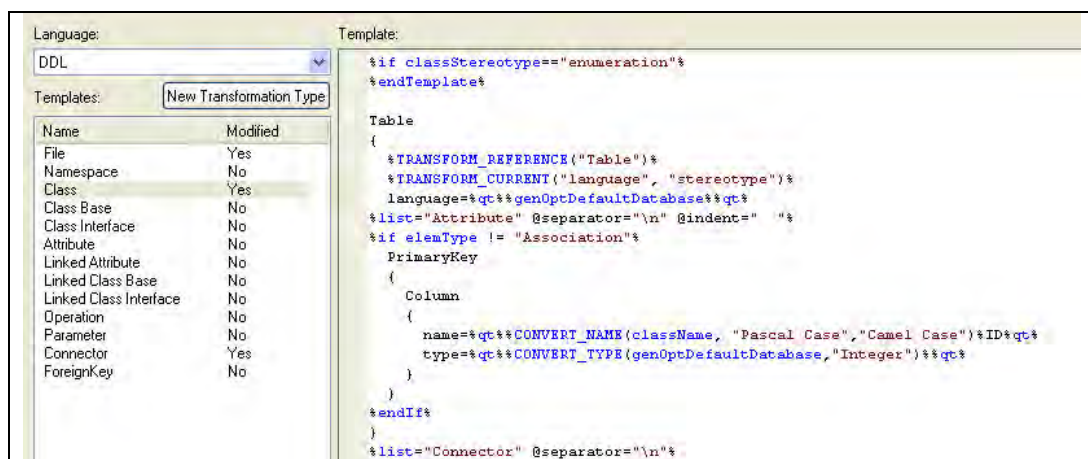 Language:
DDL
Templates:
New Transformation Type
Name Modified
File Yes
Namespace No
Class Yes
Class Base No
Class Interface No
Attribute No
Linked Attribute No
Linked Class Base No
Linked Class Interface No
Operation No
Parameter No
Connector Yes
ForeignKey No
Template:
%if classStereotype=="enumeration"%
%endTemplate%
Table
{
%TRANSFORM_REFERENCE("Table")%
%TRANSFORM_CURRENT("language", "stereotype")%
language=%qt%%genOptDefaultDatabase%%qt%
%list="Attribute" @separator="\n" @indent="  "%
%if elemType != "Association"%
PrimaryKey
{
Column
{
name=%qt%%CONVERT_NAME(className, "Pascal Case","Camel Case")%ID%qt%
type=%qt%%CONVERT_TYPE(genOptDefaultDatabase,"Integer")%%qt%
}
}
%endIf%
}
%list="Connector" @separator="\n"%